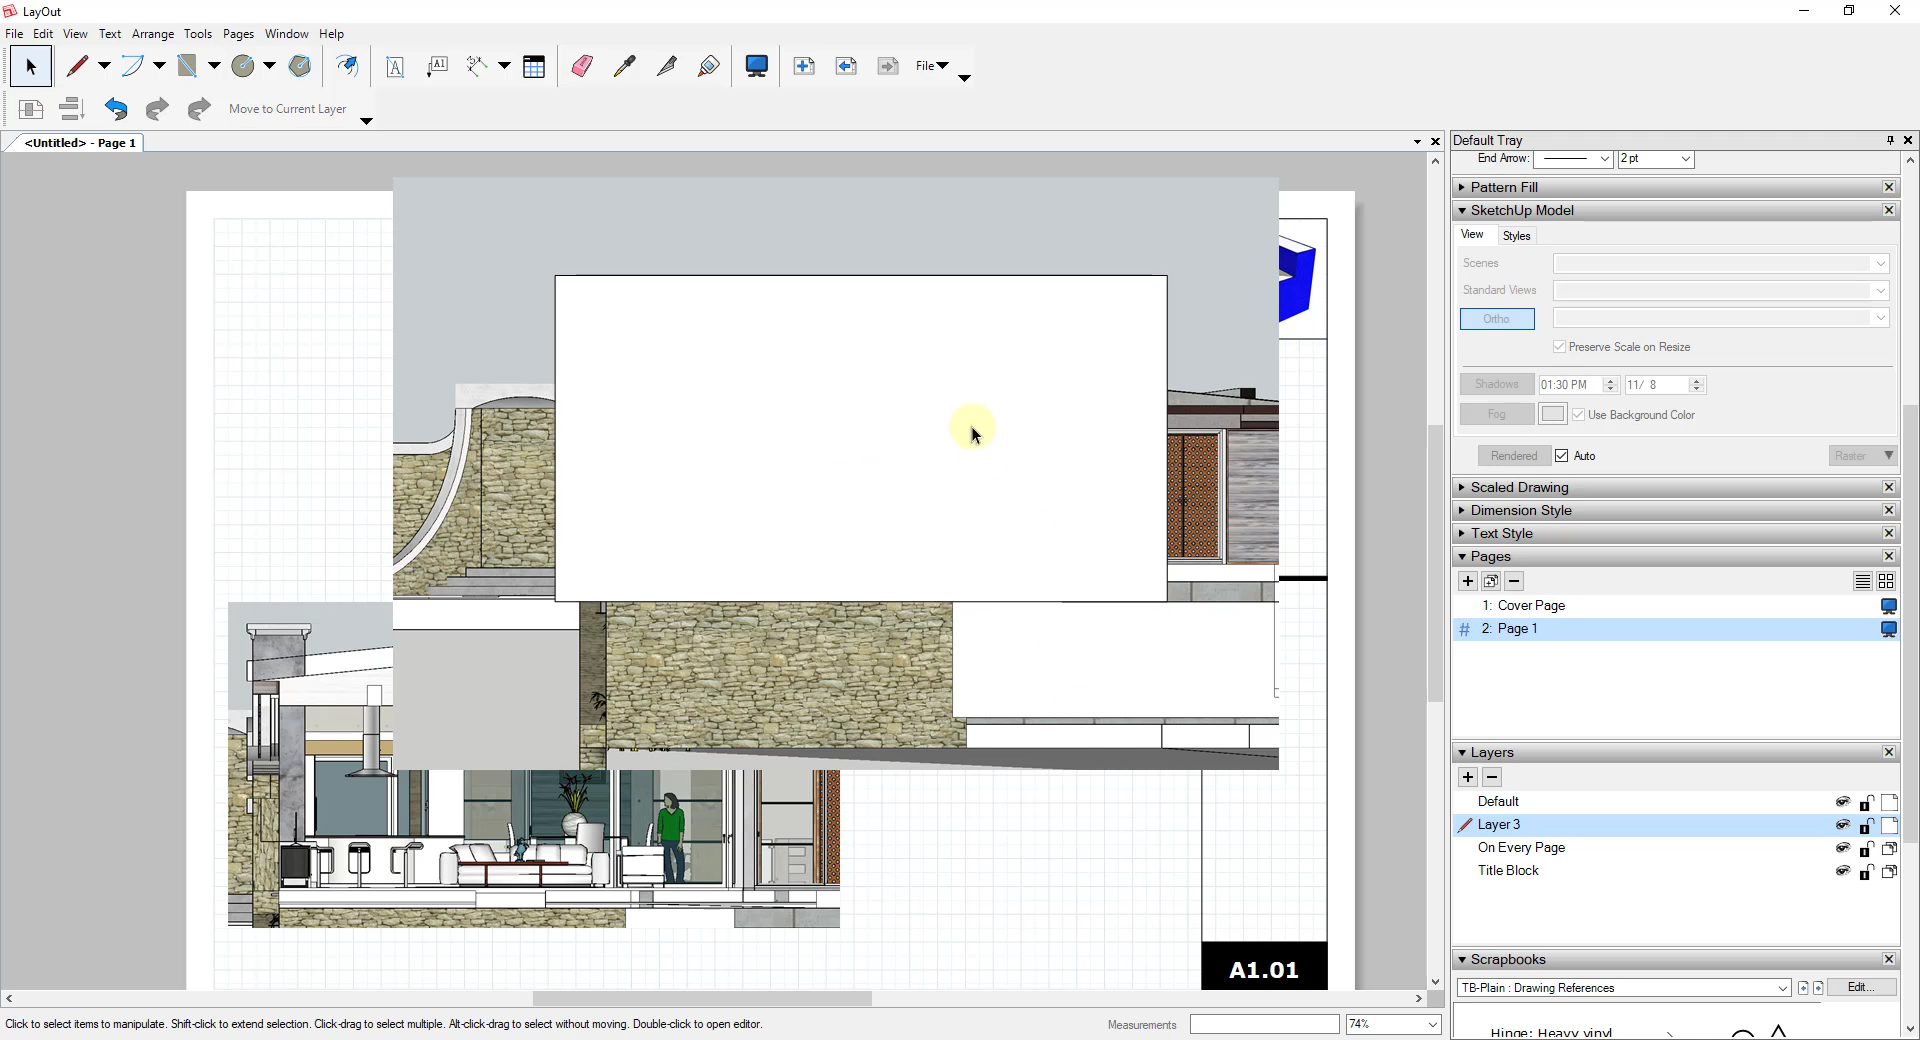 LayOut
File Edit View Text Arrange Tools Pages Window Help
A A1 File
Move to Current Layer
<Untitled> - Page 1
Default Tray
End Arrow: 2 pt
Pattern Fill
SketchUp Model
View Styles
Scenes
Standard Views
Ortho
Preserve Scale on Resize
Shadows 01:30 PM 11/ 8
Fog Use Background Color
Rendered Auto Raster
Scaled Drawing
Dimension Style
Text Style
Pages
1: Cover Page
# 2: Page 1
Layers
Default
Layer 3
On Every Page
Title Block
A1.01
Scrapbooks
TB-Plain : Drawing References Edit...
Hinge: Heavy vinyl
Click to select items to manipulate. Shift-click to extend selection. Click-drag to select multiple. Alt-click-drag to select without moving. Double-click to open editor.
Measurements 74%